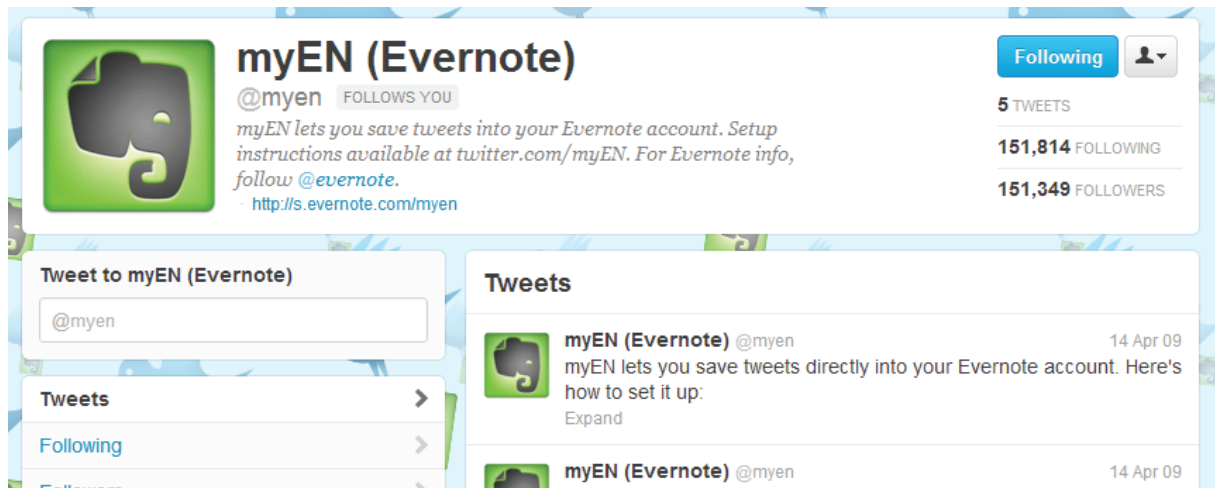 myEN (Evernote)
@myen FOLLOWS YOU
myEN lets you save tweets into your Evernote account. Setup
instructions available at twitter.com/myEN. For Evernote info,
follow @evernote.
http://s.evernote.com/myen
Following
5 TWEETS
151,814 FOLLOWING
151,349 FOLLOWERS
Tweet to myEN (Evernote)
@myen
Tweets
Following
Tweets
myEN (Evernote) @myen 14 Apr 09
myEN lets you save tweets directly into your Evernote account. Here's
how to set it up:
Expand
myEN (Evernote) @myen 14 Apr 09